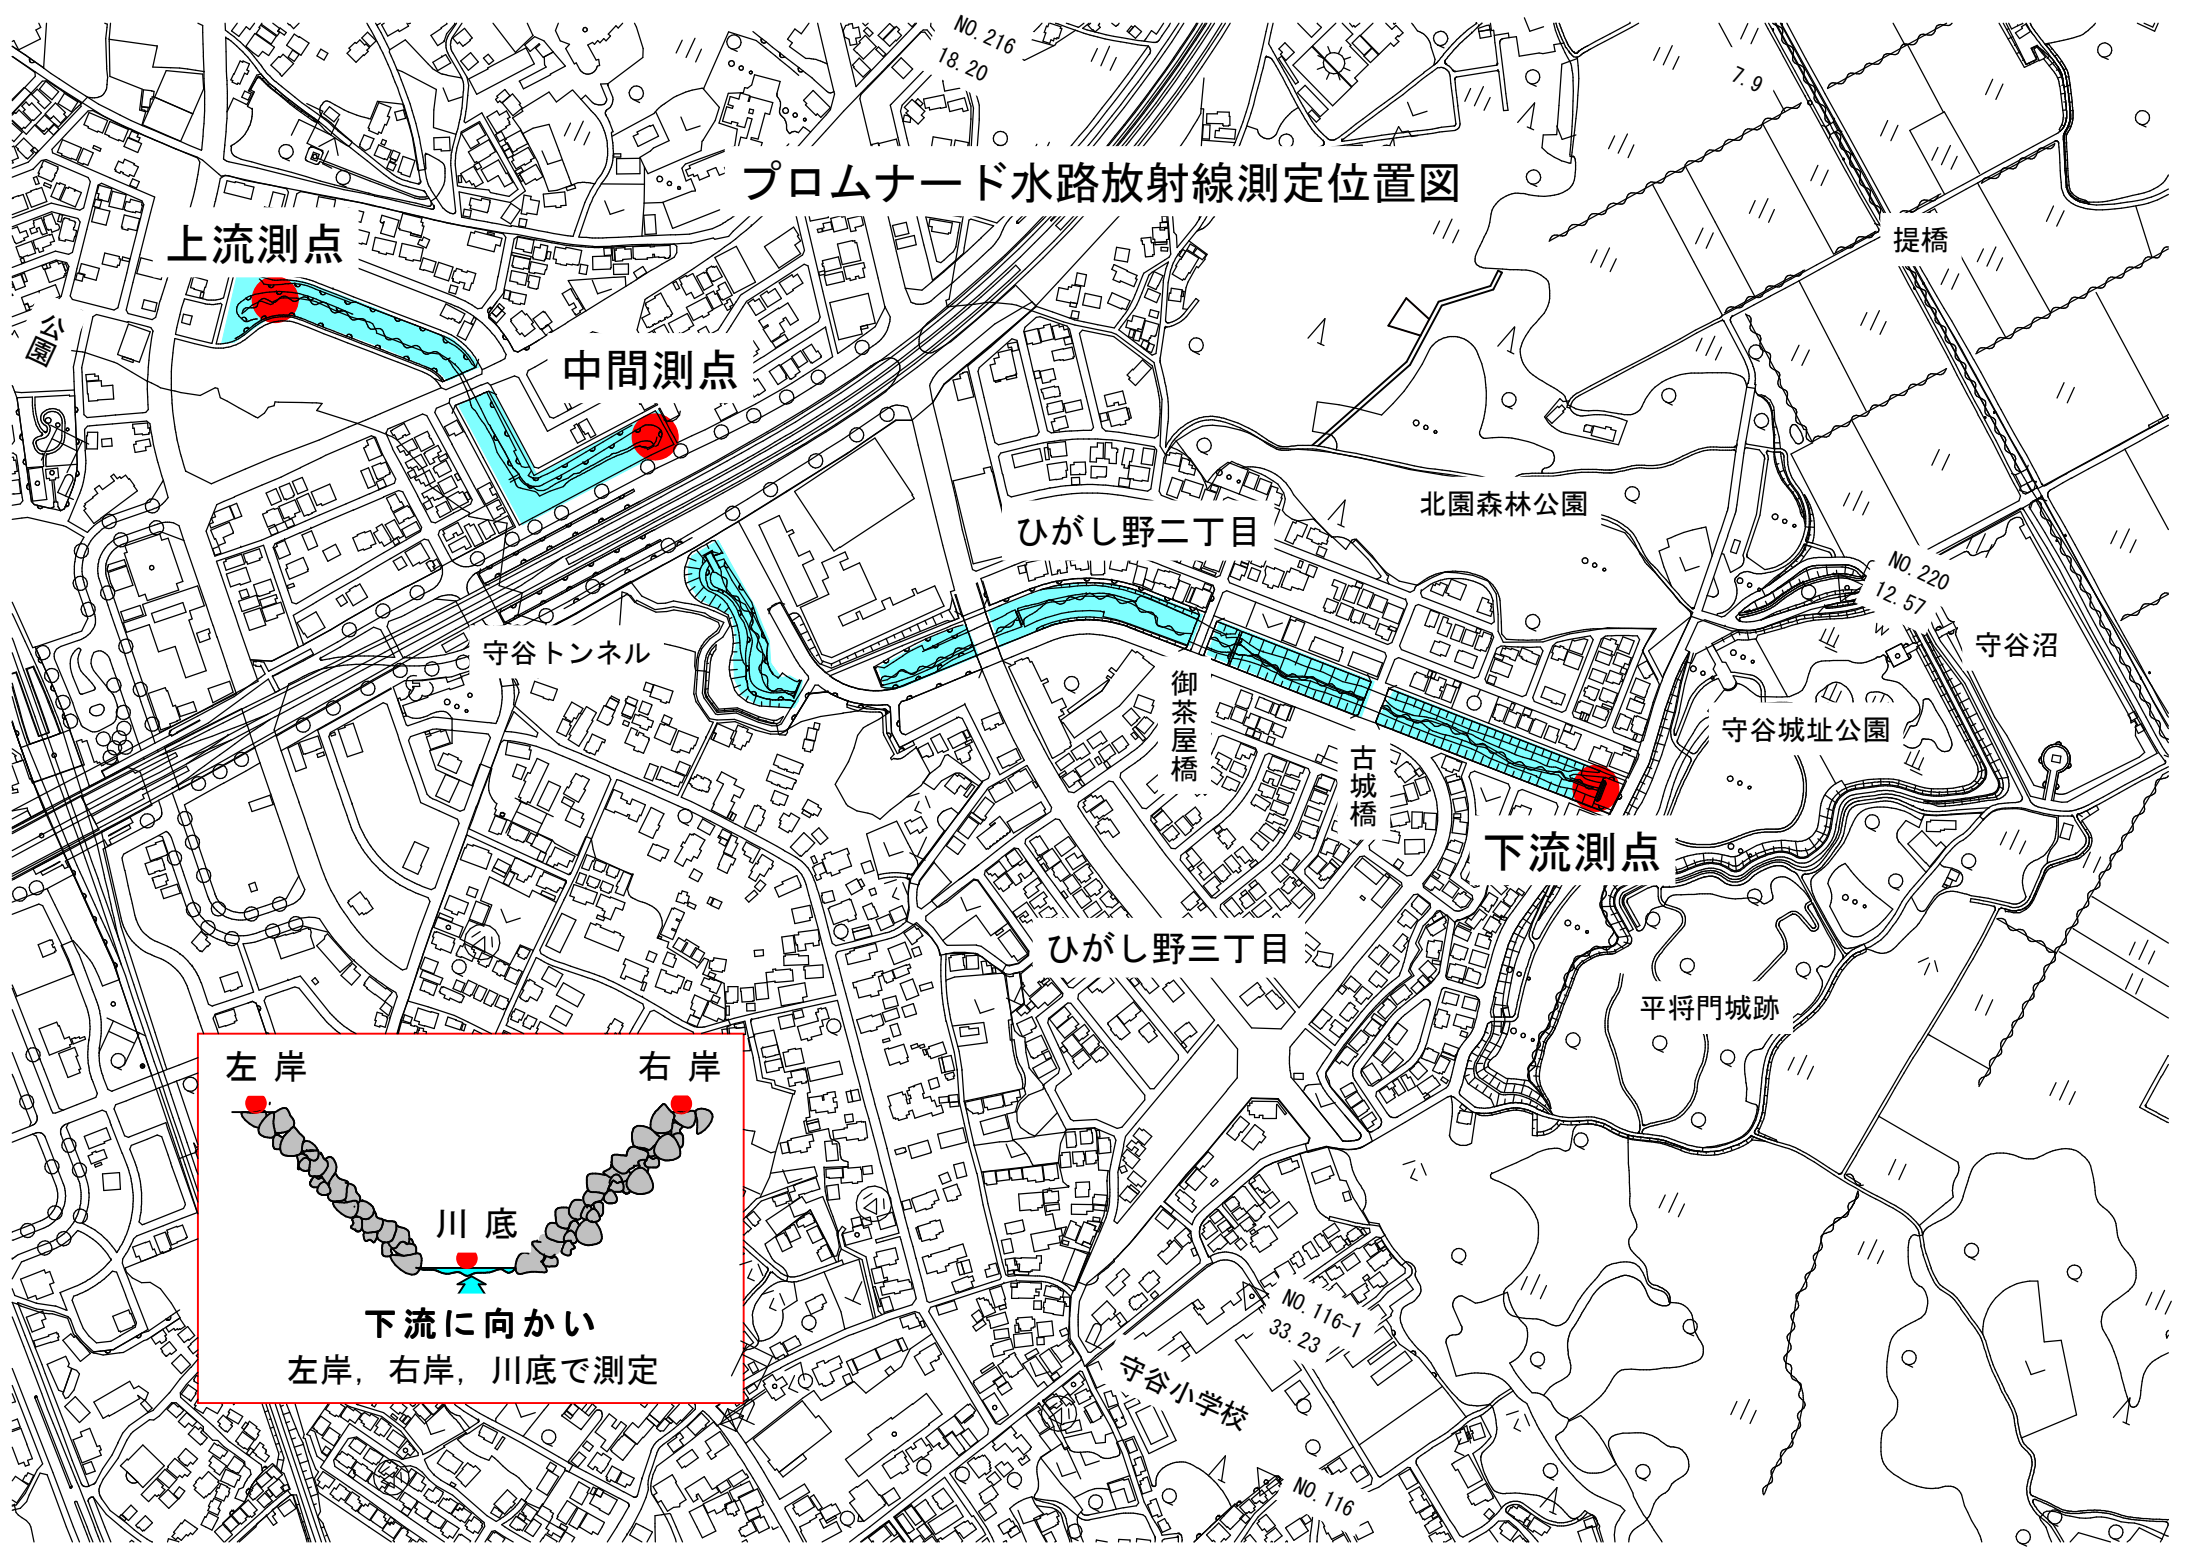 NO.216
18.20
7.9
プロムナード水路放射線測定位置図
上流測点
提橋
公園
中間測点
北園森林公園
ひがし野二丁目
NO.220
12.57
守谷トンネル
守谷沼
御茶屋橋
守谷城址公園
古城橋
下流測点
ひがし野三丁目
平将門城跡
左岸
右岸
川底
下流に向かい
左岸，右岸，川底で測定
NO.116-1
33.23
守谷小学校
NO.116